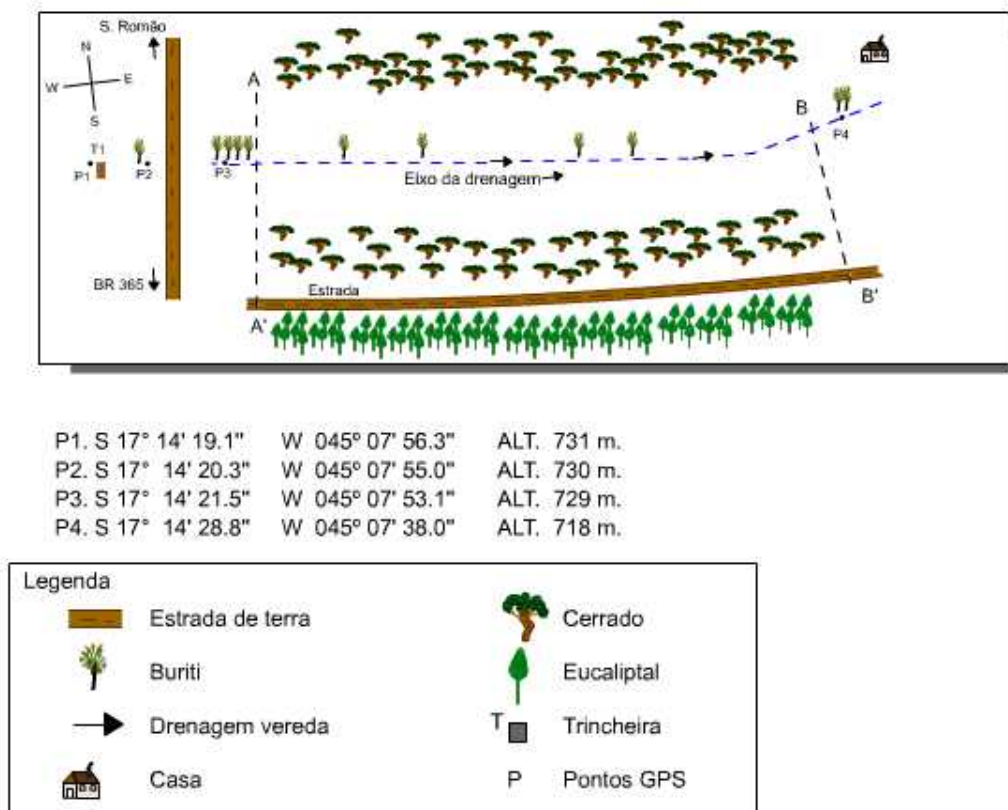 S. Romão
N
W E
S
A
B
T1
P1 P2 P3 P4
Eixo da drenagem
BR 365
Estrada
A' B'
P1. S 17° 14' 19.1" W 045º 07' 56.3" ALT. 731 m.
P2. S 17° 14' 20.3" W 045º 07' 55.0" ALT. 730 m.
P3. S 17° 14' 21.5" W 045º 07' 53.1" ALT. 729 m.
P4. S 17° 14' 28.8" W 045º 07' 38.0" ALT. 718 m.
Legenda
Estrada de terra Cerrado
Buriti Eucaliptal
Drenagem vereda T Trincheira
Casa P Pontos GPS